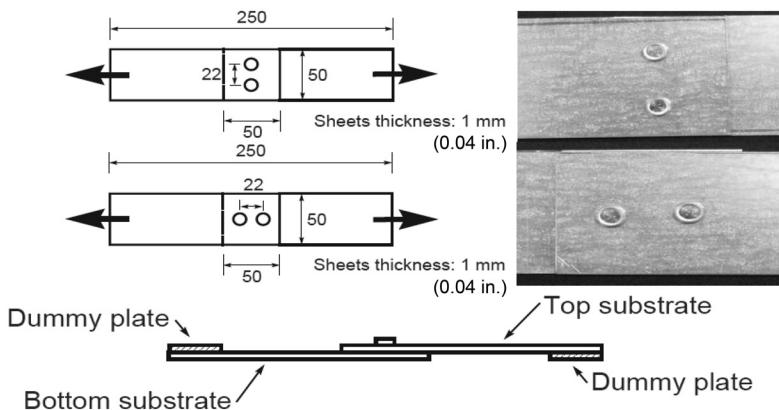 250
22
50
50
Sheets thickness: 1 mm
(0.04 in.)
250
22
50
50
Sheets thickness: 1 mm
(0.04 in.)
Top substrate
Dummy plate
Bottom substrate
Dummy plate